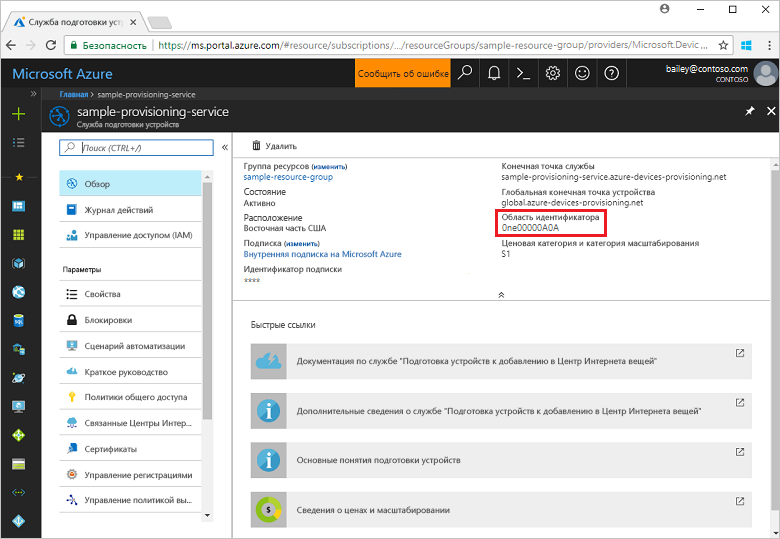 Служба подготовки уст
Безопасность
https://ms.portal.azure.com/#resource/subscriptions/.../resourceGroups/sample-resource-group/providers/Microsoft.Devic...
Microsoft Azure
Сообщить об ошибке
bailey@contoso.com
CONTOSO
Главная > sample-provisioning-service
sample-provisioning-service
Служба подготовки устройств
Поиск (CTRL+/)
Обзор
Журнал действий
Управление доступом (IAM)
Параметры
Свойства
Блокировки
Сценарий автоматизации
Краткое руководство
Политики общего доступа
Связанные Центры Интер...
Сертификаты
Управление регистрациями
Управление политикой вы...
Удалить
Группа ресурсов (изменить)
sample-resource-group
Состояние
Активно
Расположение
Восточная часть США
Подписка (изменить)
Внутренняя подписка на Microsoft Azure
Идентификатор подписки
****
Конечная точка службы
sample-provisioning-service.azure-devices-provisioning.net
Глобальная конечная точка устройства
global.azure-devices-provisioning.net
Область идентификатора
0ne00000A0A
Ценовая категория и категория масштабирования
S1
Быстрые ссылки
Документация по службе "Подготовка устройств к добавлению в Центр Интернета вещей"
Дополнительные сведения о службе "Подготовка устройств к добавлению в Центр Интернета вещей"
Основные понятия подготовки устройств
Сведения о ценах и масштабировании